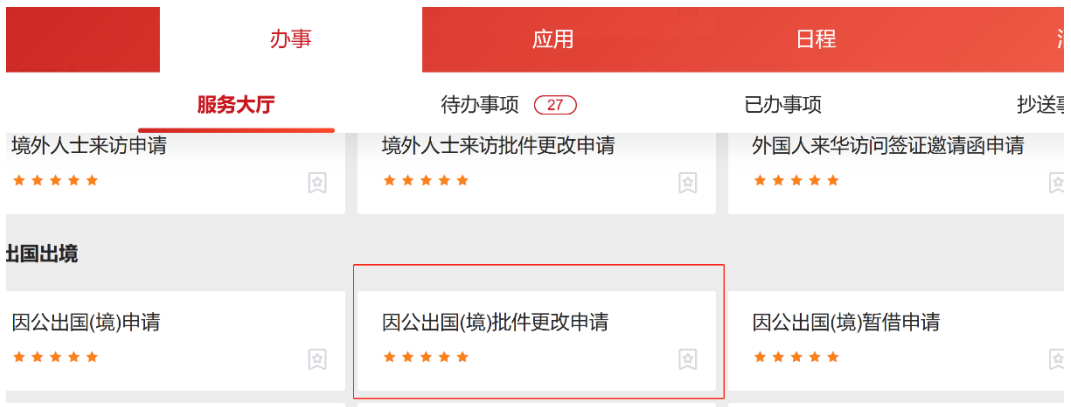 办事 应用 日程
服务大厅 待办事项 27 已办事项 抄送事
境外人士来访申请 境外人士来访批件更改申请 外国人来华访问签证邀请函申请
出国出境
因公出国(境)申请 因公出国(境)批件更改申请 因公出国(境)暂借申请